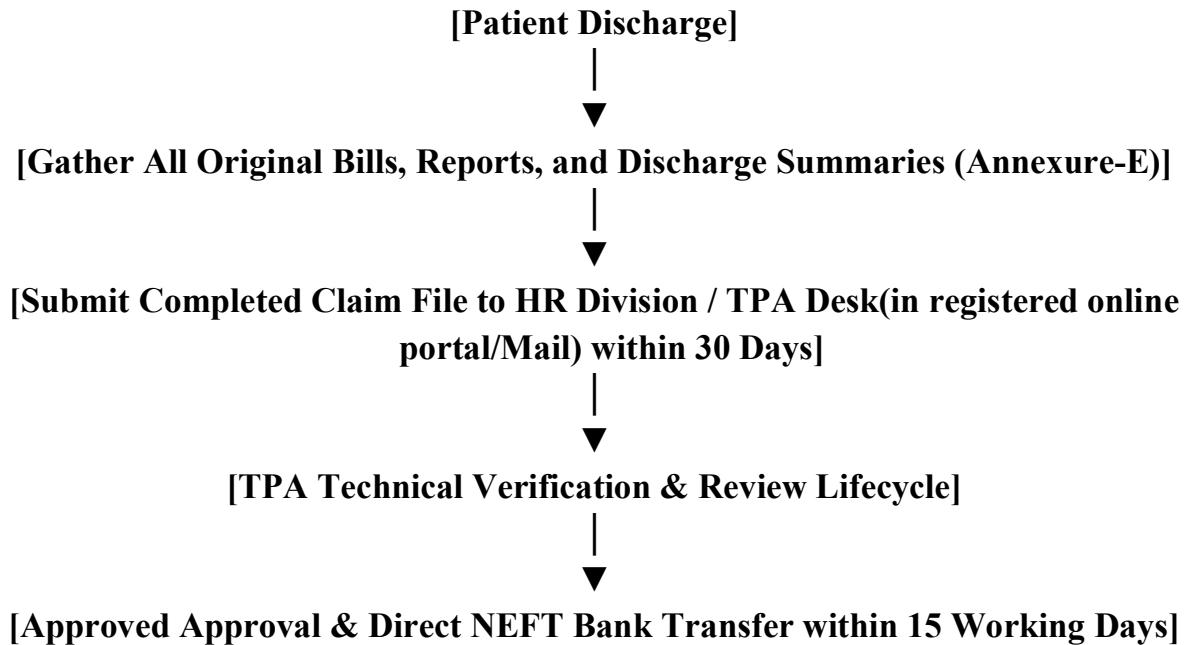 [Patient Discharge]
[Gather All Original Bills, Reports, and Discharge Summaries (Annexure-E)]
[Submit Completed Claim File to HR Division / TPA Desk(in registered online
portal/Mail) within 30 Days]
[TPA Technical Verification & Review Lifecycle]
[Approved Approval & Direct NEFT Bank Transfer within 15 Working Days]